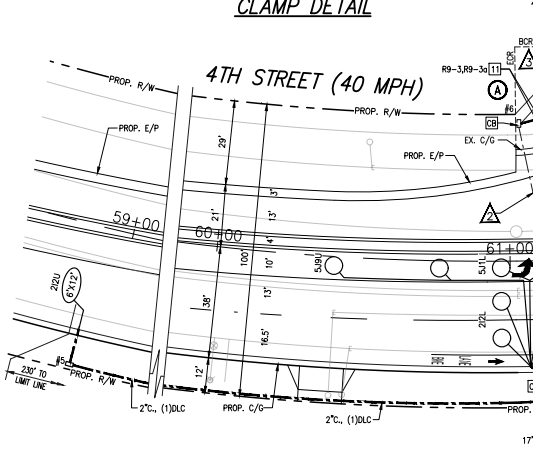 CLAMP DETAIL
BCR
ECR
3
R9-3,R9-3a 11
4TH STREET (40 MPH)
A
PROP. R/W
PROP. R/W
#6
CB
PROP. E/P
EX. C/G
29'
PROP. E/P
3'
21'
13'
2
59+00
60+00
4'
61+00
100'
10'
5J9U
5J1L
2I2U
6'X12'
38'
13'
2I2L
16.5'
BIKE
LANE
#5
12'
230' TO
LIMIT LINE
PROP. R/W
2"C., (1)DLC
PROP. C/G
2"C., (1)DLC
PROP.
17'